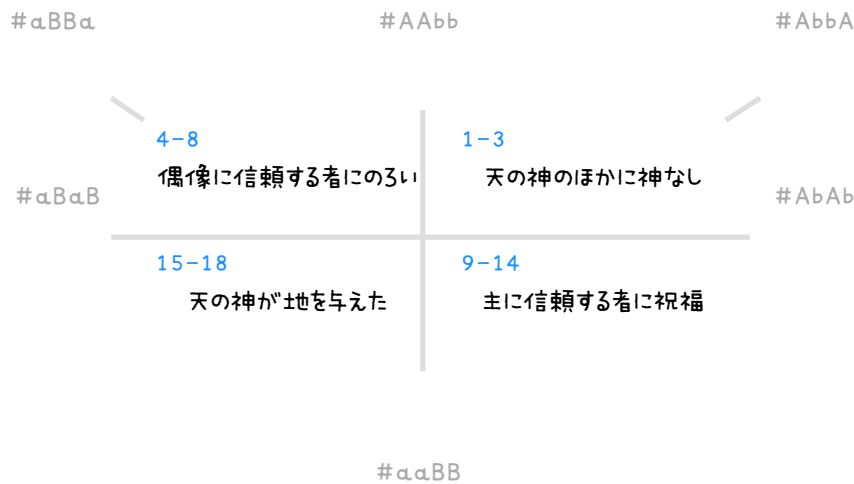 #aBBa
#AAbb
#AbbA
4-8
偶像に信頼する者にのろい
1-3
天の神のほかに神なし
#aBaB
#AbAb
15-18
天の神が地を与えた
9-14
主に信頼する者に祝福
#aaBB